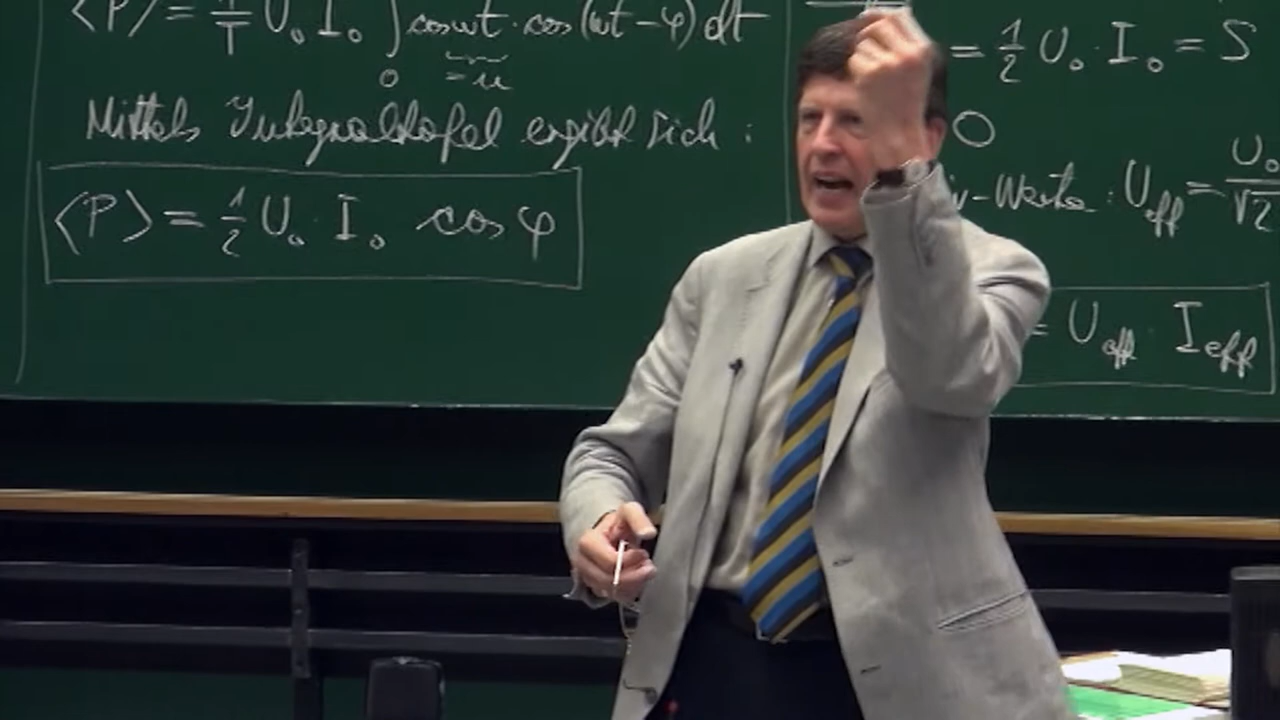 ⟨P⟩ = 1/T U₀ I₀ ∫₀ cos ωt · cos (ωt − φ) dt
= u
Mittels Integraltafel ergibt sich :
⟨P⟩ = ½ U₀ · I₀ cos φ
= ½ U₀ · I₀ = S
0
iv-Werte : U_eff = U₀/√2
= U_eff I_eff